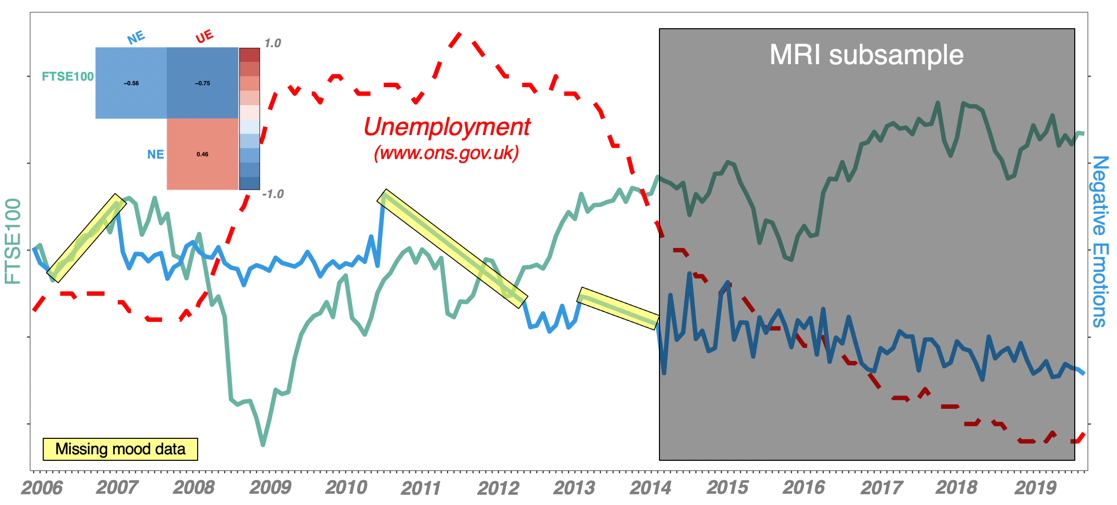 NE UE 1.0
FTSE100 −0.56 −0.75
NE 0.46
-1.0
MRI subsample
Unemployment
(www.ons.gov.uk)
FTSE100
Negative Emotions
Missing mood data
2006 2007 2008 2009 2010 2011 2012 2013 2014 2015 2016 2017 2018 2019